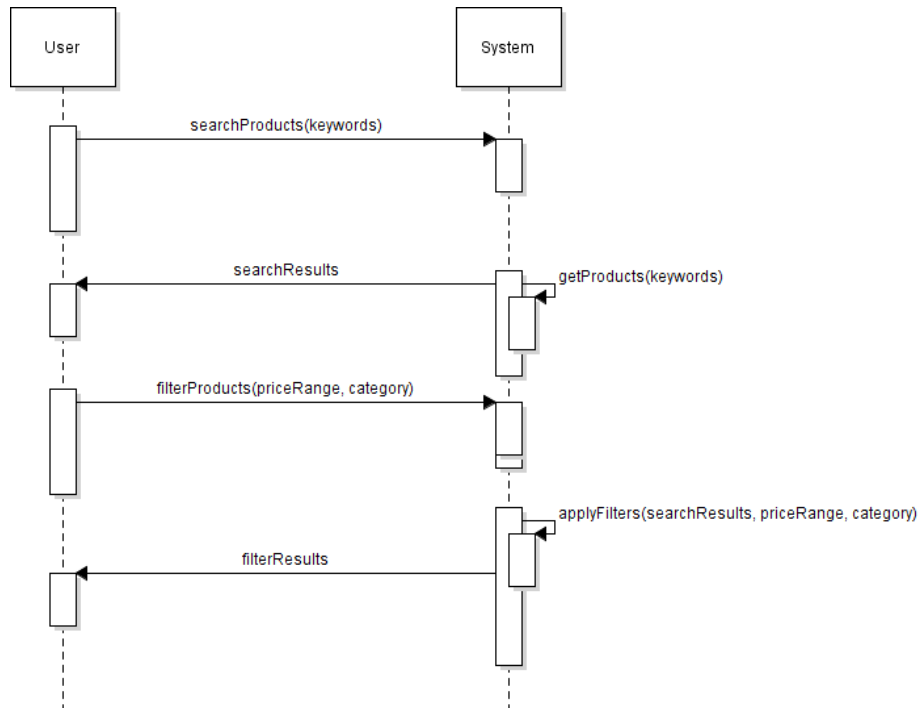 User
System
searchProducts(keywords)
searchResults
getProducts(keywords)
filterProducts(priceRange, category)
applyFilters(searchResults, priceRange, category)
filterResults